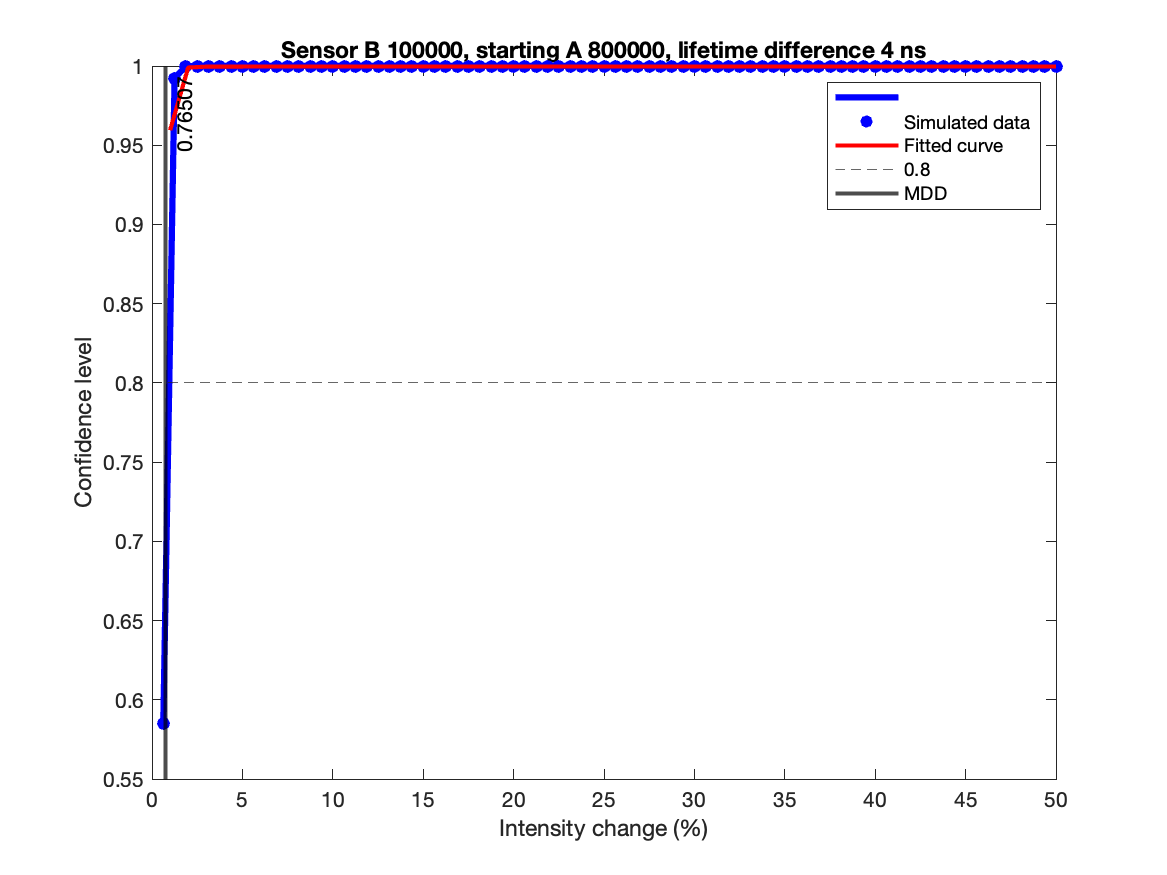 Sensor B 100000, starting A 800000, lifetime difference 4 ns
1
0.95
0.9
0.85
0.8
0.75
0.7
0.65
0.6
0.55
Confidence level
0.76507
Simulated data
Fitted curve
0.8
MDD
0 5 10 15 20 25 30 35 40 45 50
Intensity change (%)